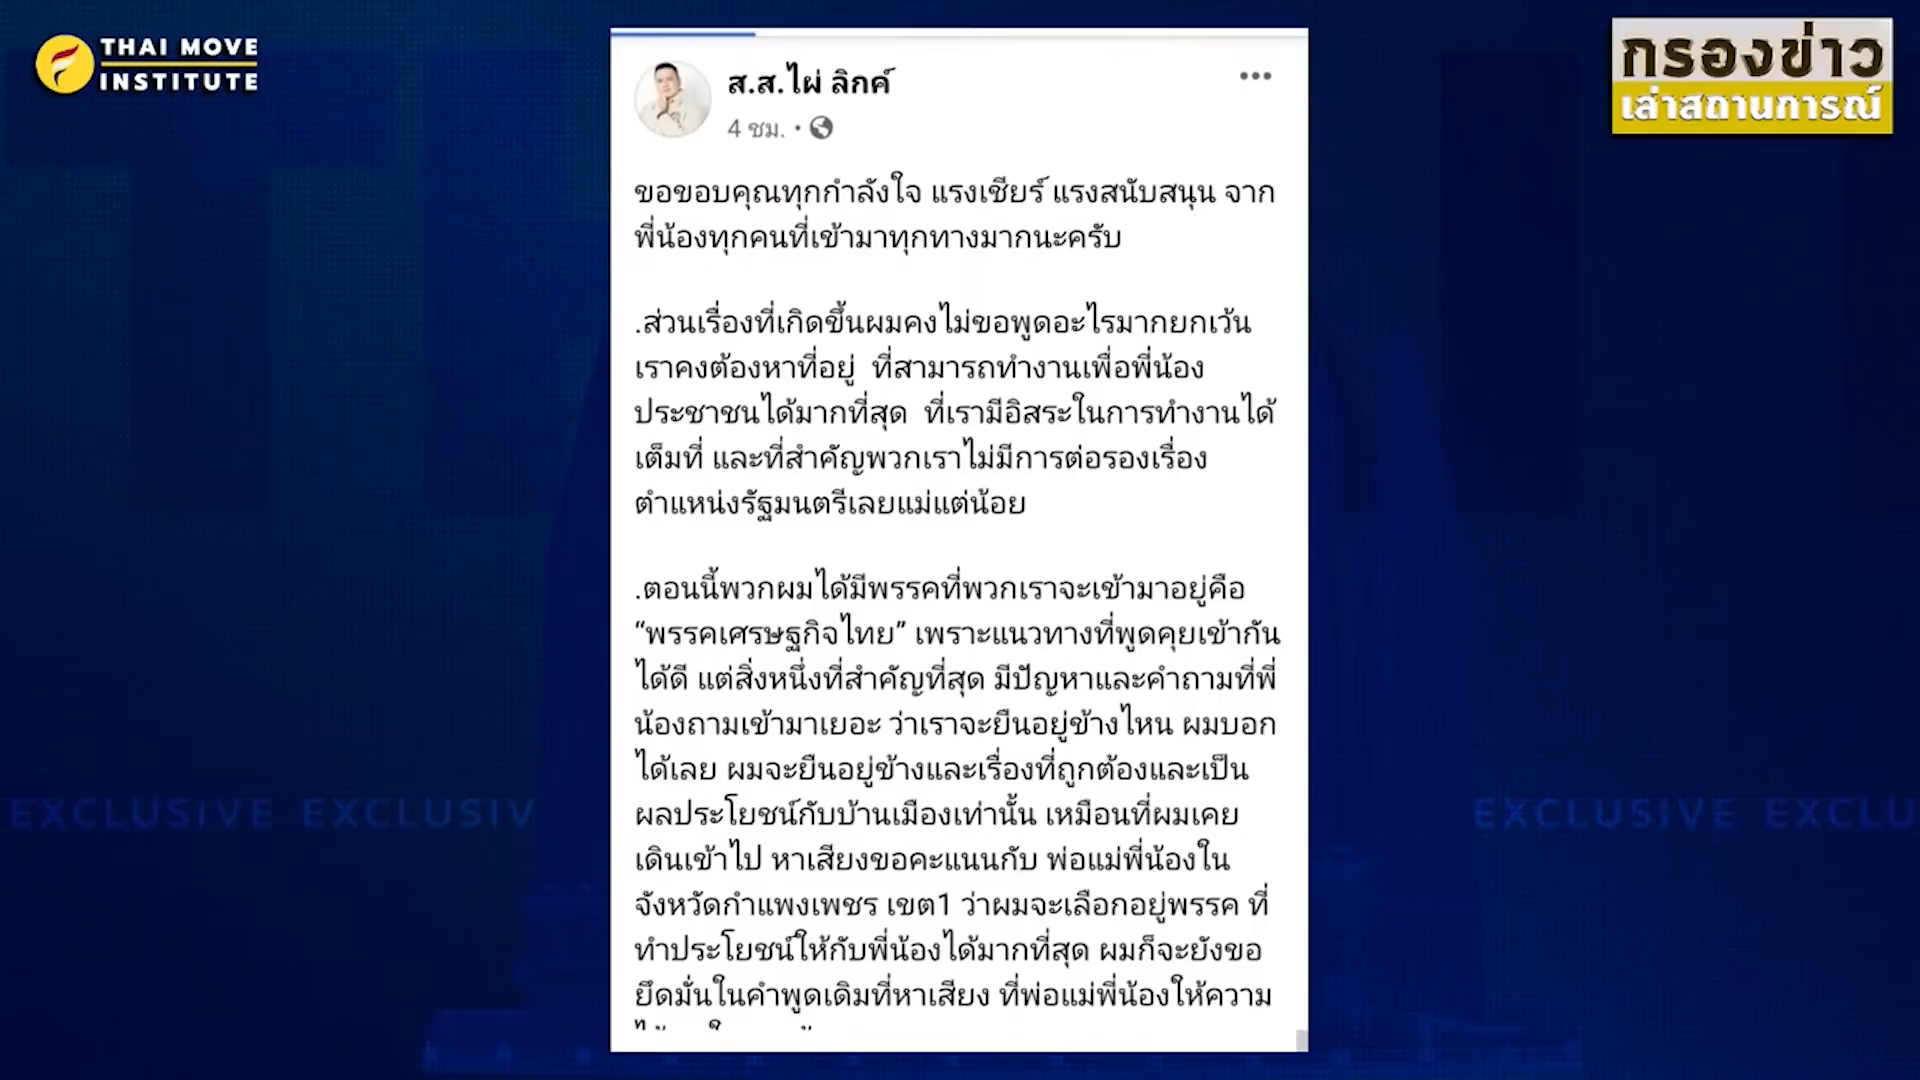 THAI MOVE
INSTITUTE
กรองข่าว
เล่าสถานการณ์
ส.ส.ไผ่ ลิกค์
4 ชม. •
ขอขอบคุณทุกกำลังใจ แรงเชียร์ แรงสนับสนุน จาก
พี่น้องทุกคนที่เข้ามาทุกทางมากนะครับ
.ส่วนเรื่องที่เกิดขึ้นผมคงไม่ขอพูดอะไรมากยกเว้น
เราคงต้องหาที่อยู่ ที่สามารถทำงานเพื่อพี่น้อง
ประชาชนได้มากที่สุด ที่เรามีอิสระในการทำงานได้
เต็มที่ และที่สำคัญพวกเราไม่มีการต่อรองเรื่อง
ตำแหน่งรัฐมนตรีเลยแม่แต่น้อย
.ตอนนี้พวกผมได้มีพรรคที่พวกเราจะเข้ามาอยู่คือ
“พรรคเศรษฐกิจไทย” เพราะแนวทางที่พูดคุยเข้ากัน
ได้ดี แต่สิ่งหนึ่งที่สำคัญที่สุด มีปัญหาและคำถามที่พี่
น้องถามเข้ามาเยอะ ว่าเราจะยืนอยู่ข้างไหน ผมบอก
ได้เลย ผมจะยืนอยู่ข้างและเรื่องที่ถูกต้องและเป็น
ผลประโยชน์กับบ้านเมืองเท่านั้น เหมือนที่ผมเคย
เดินเข้าไป หาเสียงขอคะแนนกับ พ่อแม่พี่น้องใน
จังหวัดกำแพงเพชร เขต1 ว่าผมจะเลือกอยู่พรรค ที่
ทำประโยชน์ให้กับพี่น้องได้มากที่สุด ผมก็จะยังขอ
ยึดมั่นในคำพูดเดิมที่หาเสียง ที่พ่อแม่พี่น้องให้ความ
EXCLUSIVE EXCLUSIV
EXCLUSIVE EXCLU